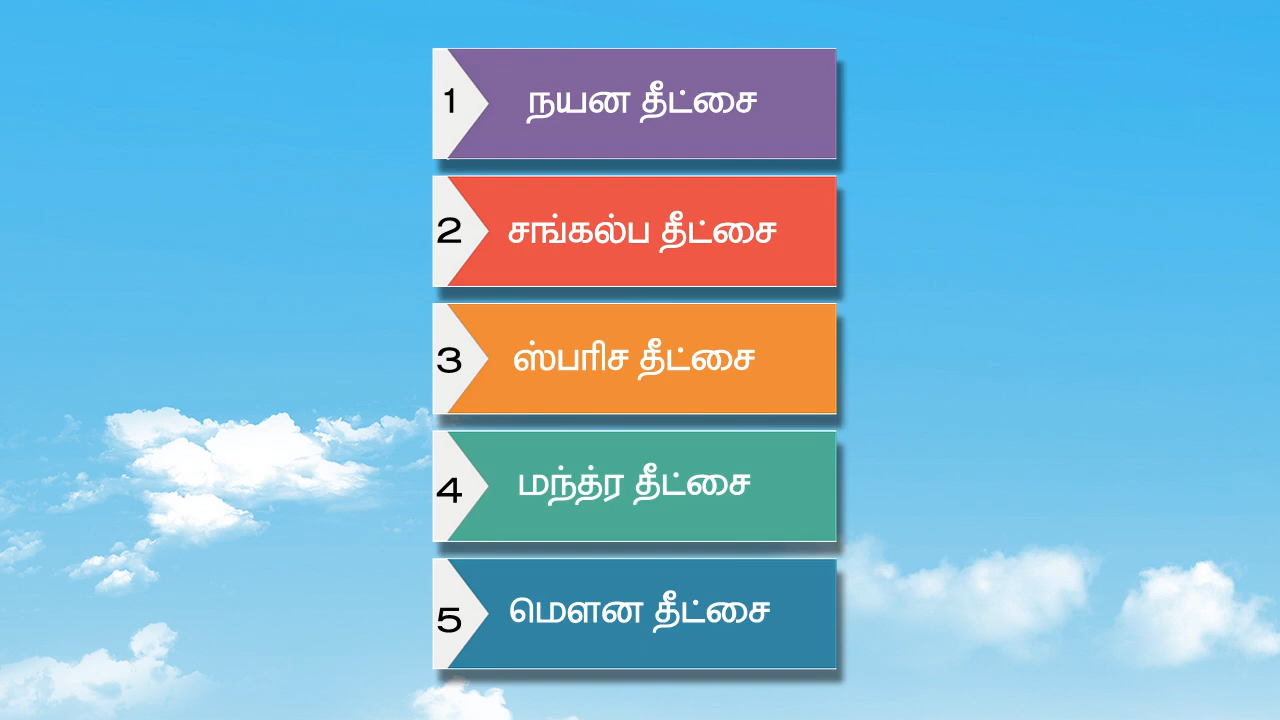 1 நயன தீட்சை
2 சங்கல்ப தீட்சை
3 ஸ்பரிச தீட்சை
4 மந்த்ர தீட்சை
5 மௌன தீட்சை